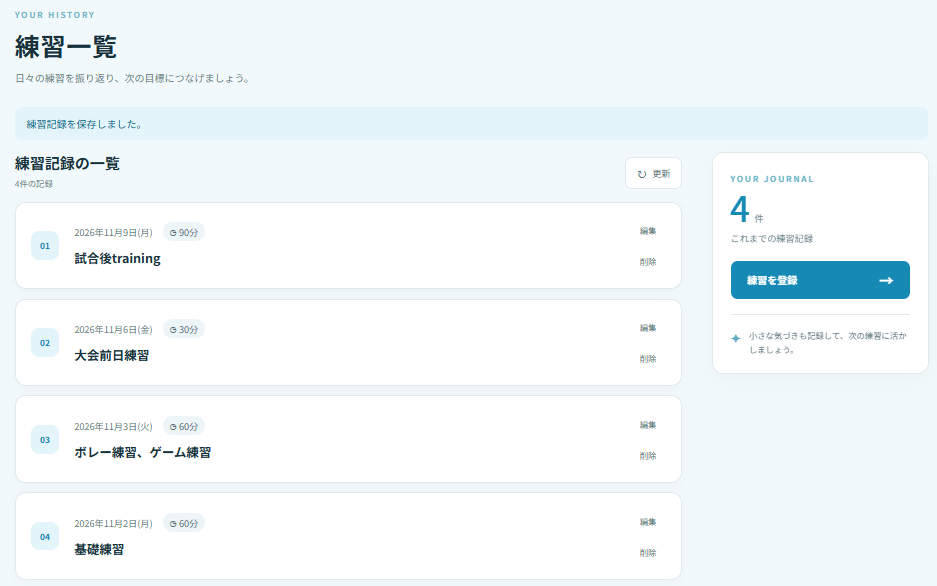 YOUR HISTORY
練習一覧
日々の練習を振り返り、次の目標につなげましょう。
練習記録を保存しました。
練習記録の一覧
4件の記録
更新
01
2026年11月9日(月)
90分
試合後training
編集
削除
02
2026年11月6日(金)
30分
大会前日練習
編集
削除
03
2026年11月3日(火)
60分
ボレー練習、ゲーム練習
編集
削除
04
2026年11月2日(月)
60分
基礎練習
編集
削除
YOUR JOURNAL
4 件
これまでの練習記録
練習を登録 →
小さな気づきも記録して、次の練習に活か
しましょう。